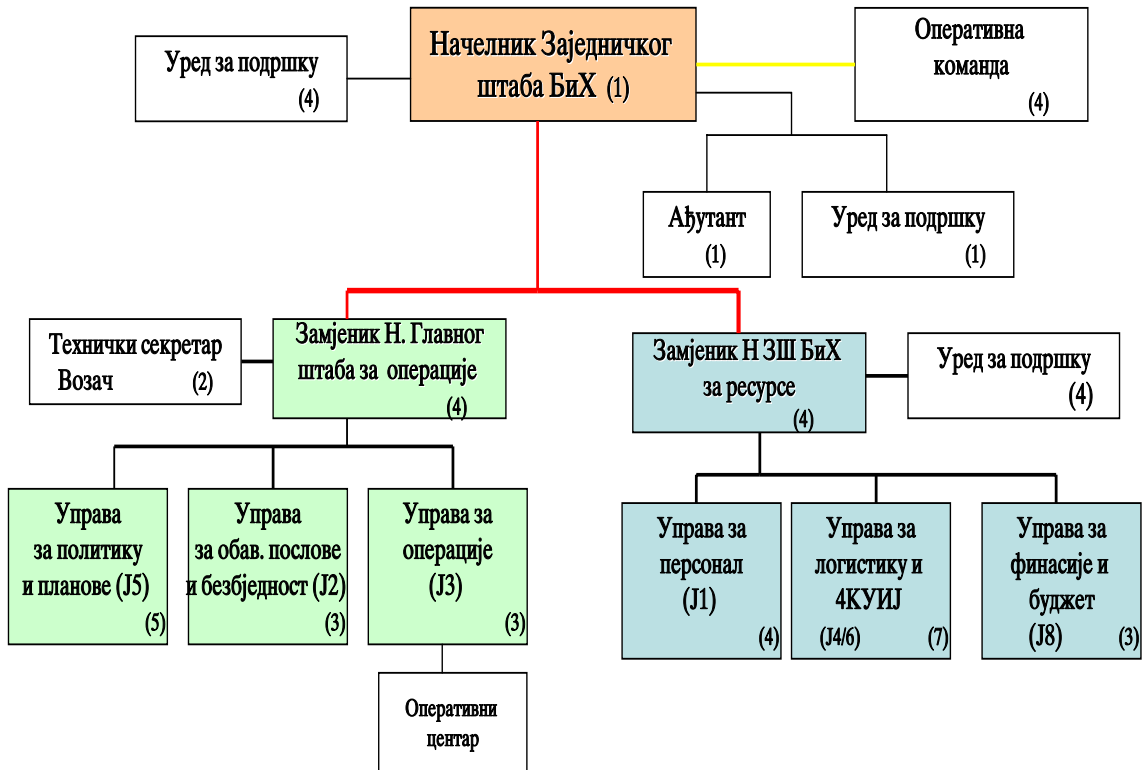 Уред за подршку
(4)
Начелник Заједничког
штаба БиХ (1)
Оперативна
команда
(4)
Ађутант
(1)
Уред за подршку
(1)
Технички секретар
Возач (2)
Замјеник Н. Главног
штаба за операције
(4)
Замјеник Н ЗШ БиХ
за ресурсе
(4)
Уред за подршку
(4)
Управа
за политику
и планове (Ј5)
(5)
Управа
за обав. послове
и безбједност (Ј2)
(3)
Управа за
операције
(Ј3)
(3)
Управа за
персонал
(Ј1)
(4)
Управа за
логистику и
4КУИЈ
(Ј4/6) (7)
Управа за
финасије и
буџет
(Ј8) (3)
Оперативни
центар